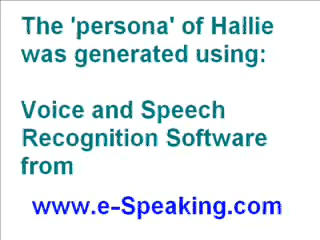 The 'persona' of Hallie
was generated using:
Voice and Speech
Recognition Software
from
www.e-Speaking.com